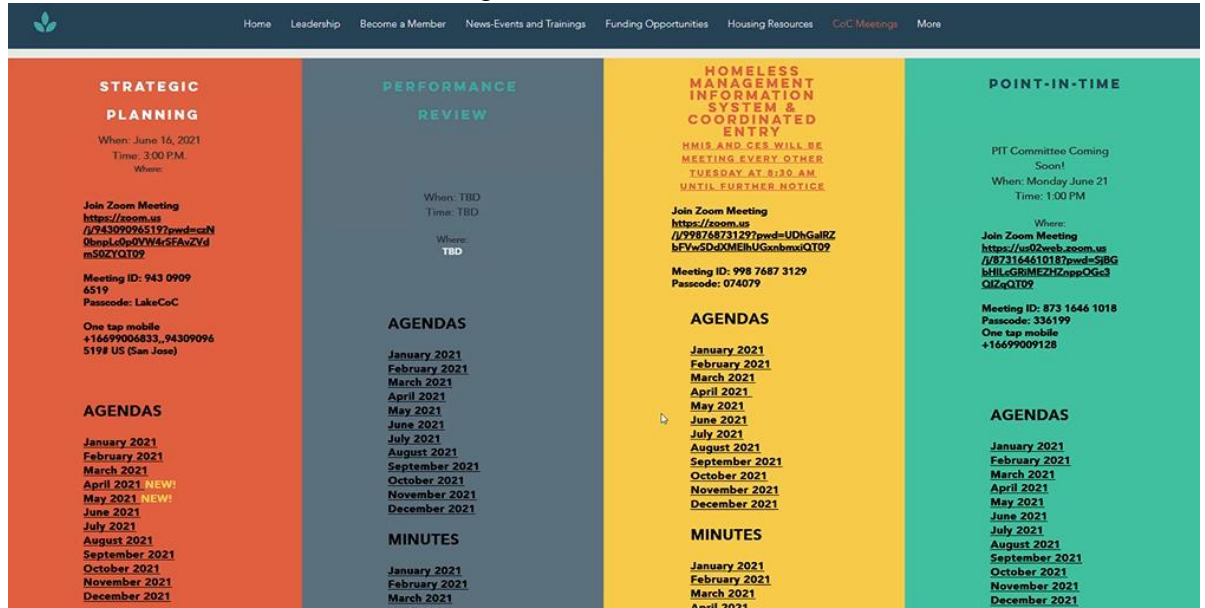 Home Leadership Become a Member News-Events and Trainings Funding Opportunities Housing Resources CoC Meetings More
STRATEGIC
PLANNING
When: June 16, 2021
Time: 3:00 P.M.
Where:
Join Zoom Meeting
https://zoom.us
/j/94309096519?pwd=czN
0bnpLc0p0VW4rSFAvZVd
mS0ZYQT09
Meeting ID: 943 0909
6519
Passcode: LakeCoC
One tap mobile
+16699006833,,94309096
519# US (San Jose)
AGENDAS
January 2021
February 2021
March 2021
April 2021 NEW!
May 2021 NEW!
June 2021
July 2021
August 2021
September 2021
October 2021
November 2021
December 2021
PERFORMANCE
REVIEW
When: TBD
Time: TBD
Where:
TBD
AGENDAS
January 2021
February 2021
March 2021
April 2021
May 2021
June 2021
July 2021
August 2021
September 2021
October 2021
November 2021
December 2021
MINUTES
January 2021
February 2021
March 2021
HOMELESS
MANAGEMENT
INFORMATION
SYSTEM &
COORDINATED
ENTRY
HMIS AND CES WILL BE
MEETING EVERY OTHER
TUESDAY AT 8:30 AM
UNTIL FURTHER NOTICE
Join Zoom Meeting
https://zoom.us
/j/99876873129?pwd=UDhGalRZ
bFVwSDdXMElhUGxnbmxiQT09
Meeting ID: 998 7687 3129
Passcode: 074079
AGENDAS
January 2021
February 2021
March 2021
April 2021
May 2021
June 2021
July 2021
August 2021
September 2021
October 2021
November 2021
December 2021
MINUTES
January 2021
February 2021
March 2021
April 2021
POINT-IN-TIME
PIT Committee Coming
Soon!
When: Monday June 21
Time: 1:00 PM
Where:
Join Zoom Meeting
https://us02web.zoom.us
/j/87316461018?pwd=SjBG
bHlLcGRiMEZHZnppOGc3
QlZqQT09
Meeting ID: 873 1646 1018
Passcode: 336199
One tap mobile
+16699009128
AGENDAS
January 2021
February 2021
March 2021
April 2021
May 2021
June 2021
July 2021
August 2021
September 2021
October 2021
November 2021
December 2021